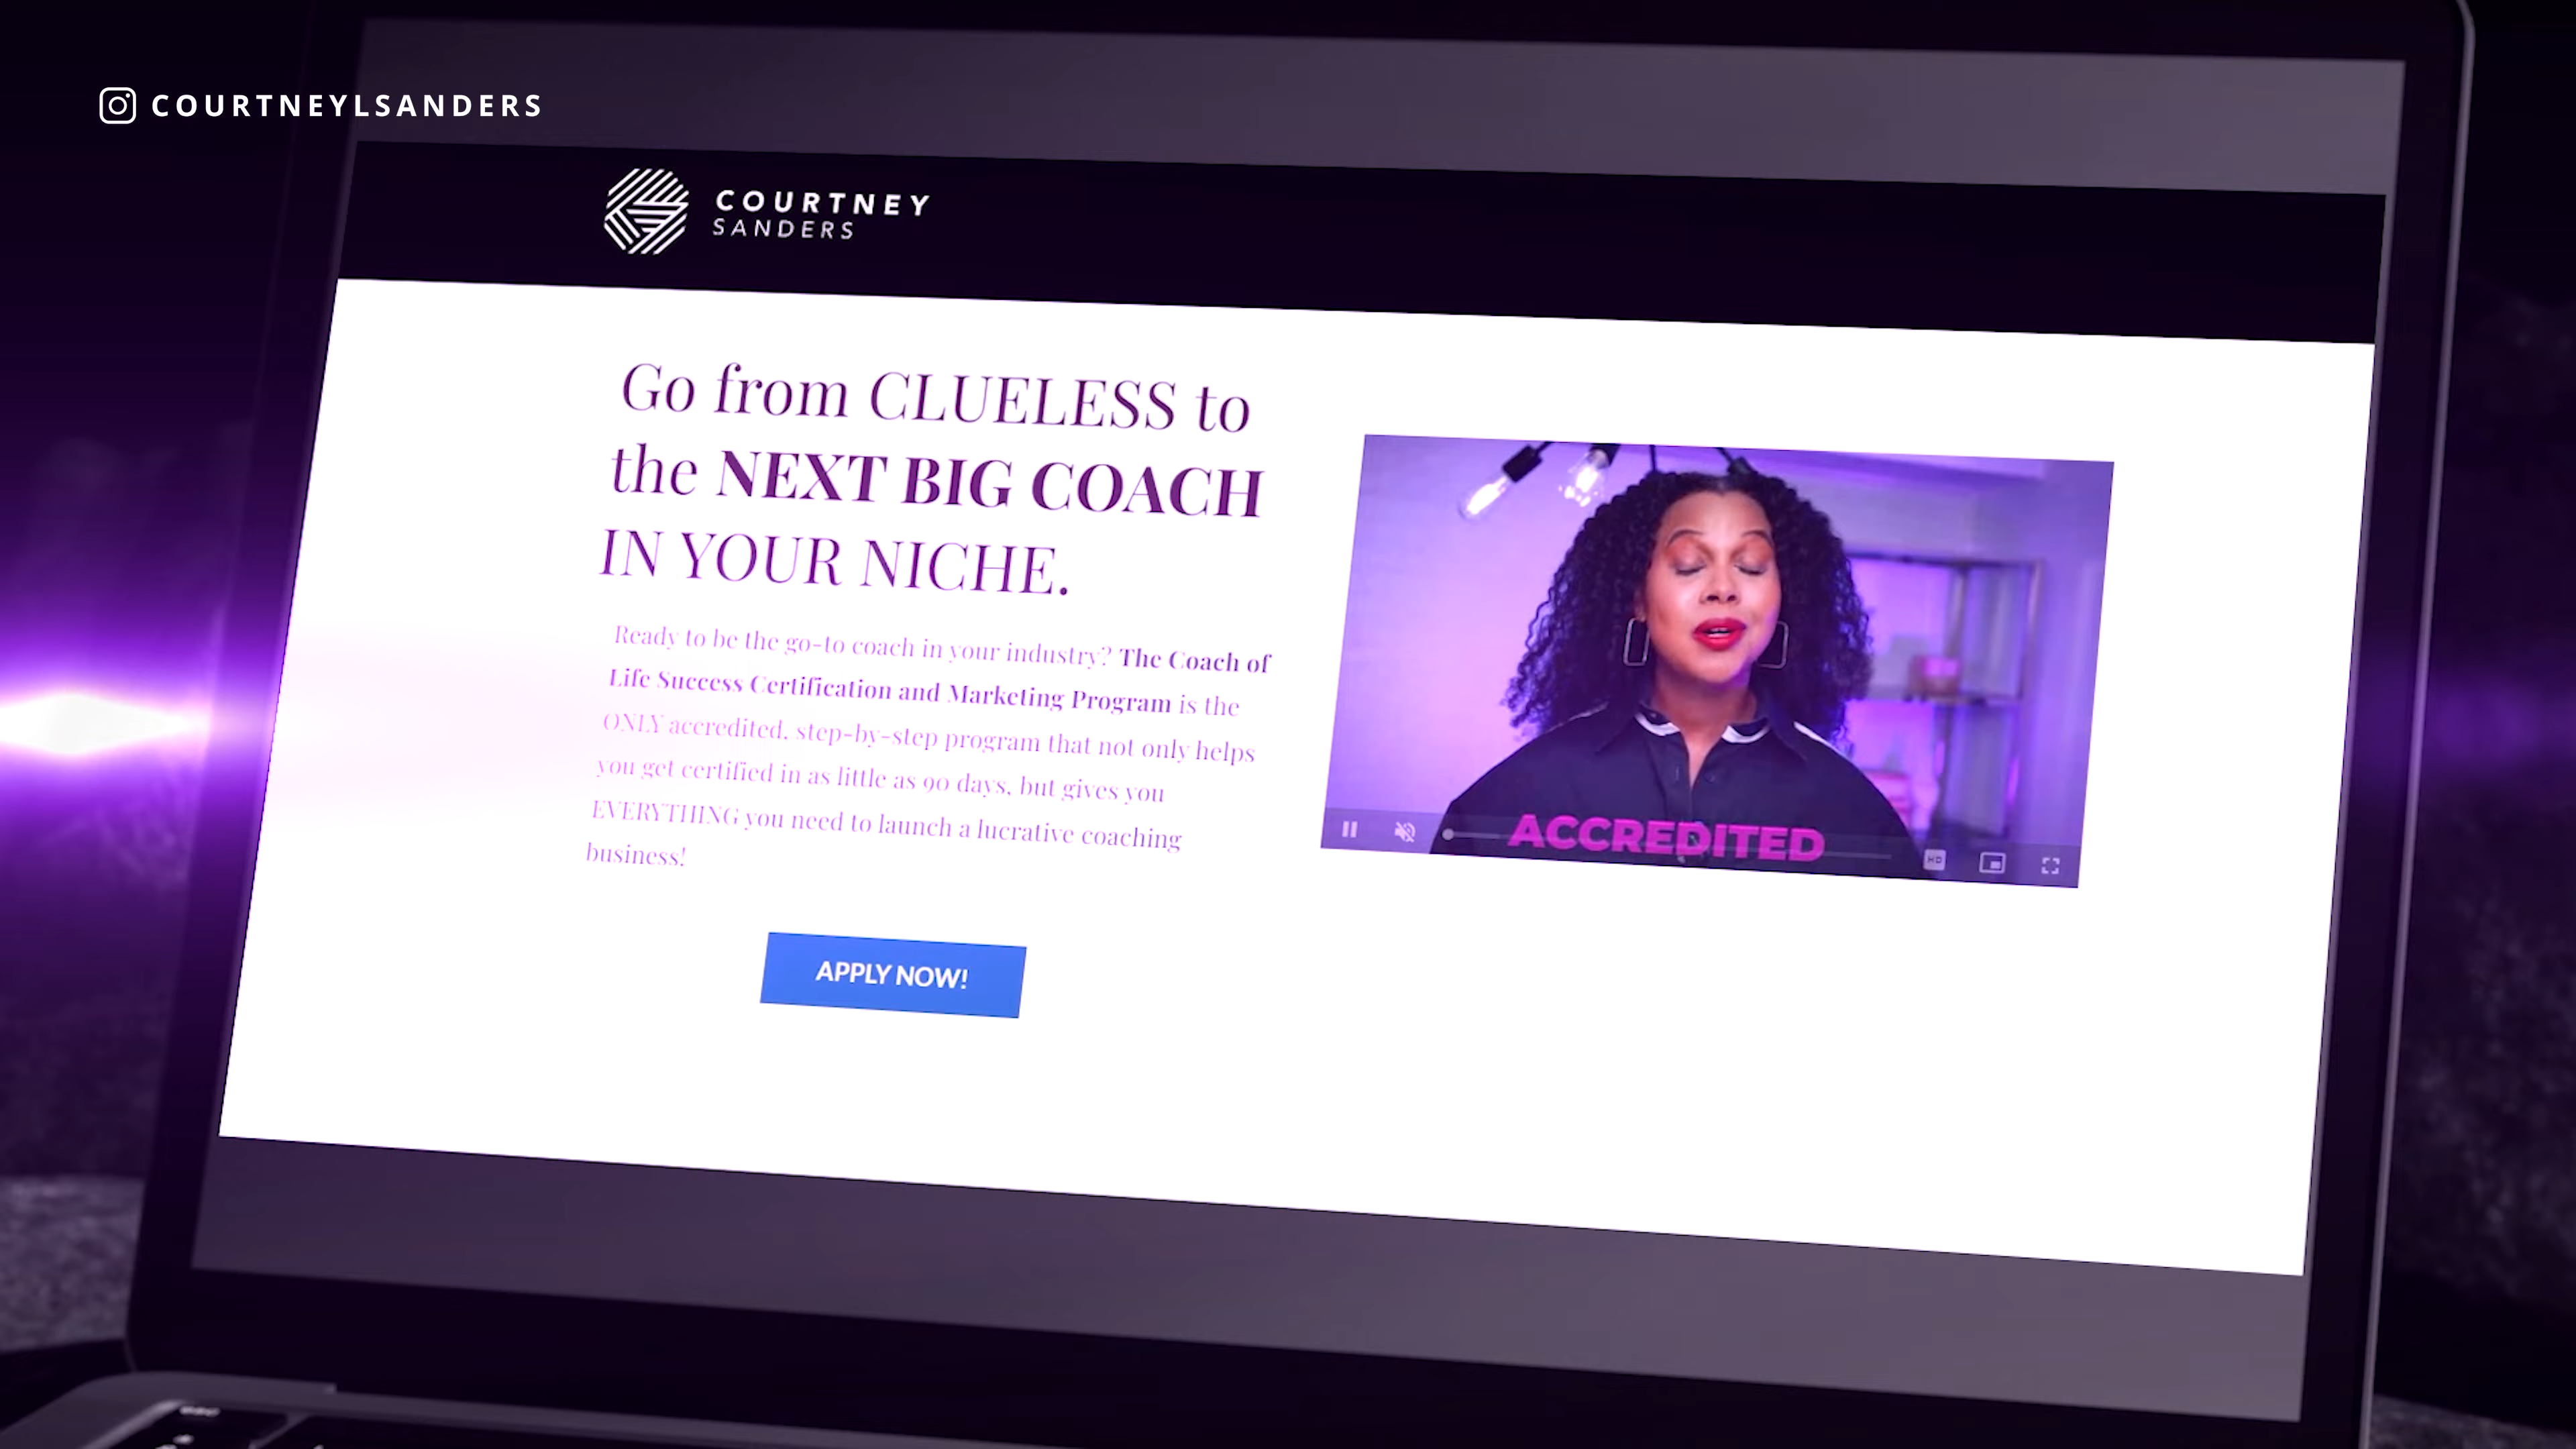 COURTNEYLSANDERS
COURTNEY
SANDERS
Go from CLUELESS to
the NEXT BIG COACH
IN YOUR NICHE.
Ready to be the go-to coach in your industry? The Coach of
Life Success Certification and Marketing Program is the
ONLY accredited, step-by-step program that not only helps
you get certified in as little as 90 days, but gives you
EVERYTHING you need to launch a lucrative coaching
business!
APPLY NOW!
ACCREDITED
HD